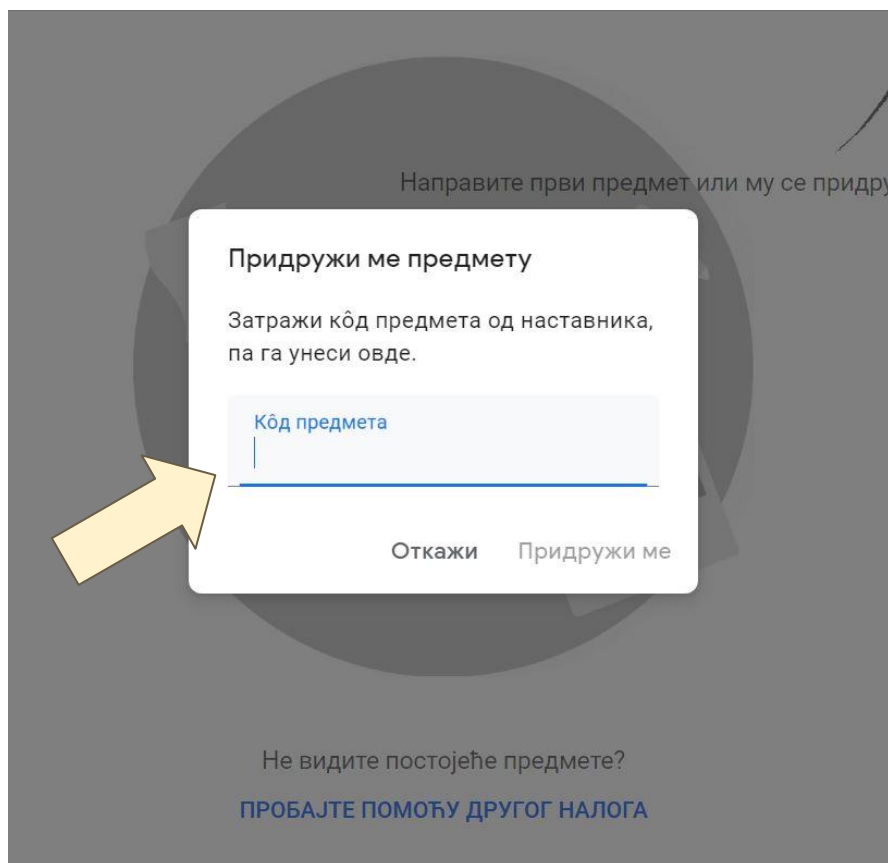 Направите први предмет или му се
Придружи ме предмету
Затражи кôд предмета од наставника,
па га унеси овде.
Кôд предмета
Откажи Придружи ме
Не видите постојеће предмете?
ПРОБАЈТЕ ПОМОЋУ ДРУГОГ НАЛОГА